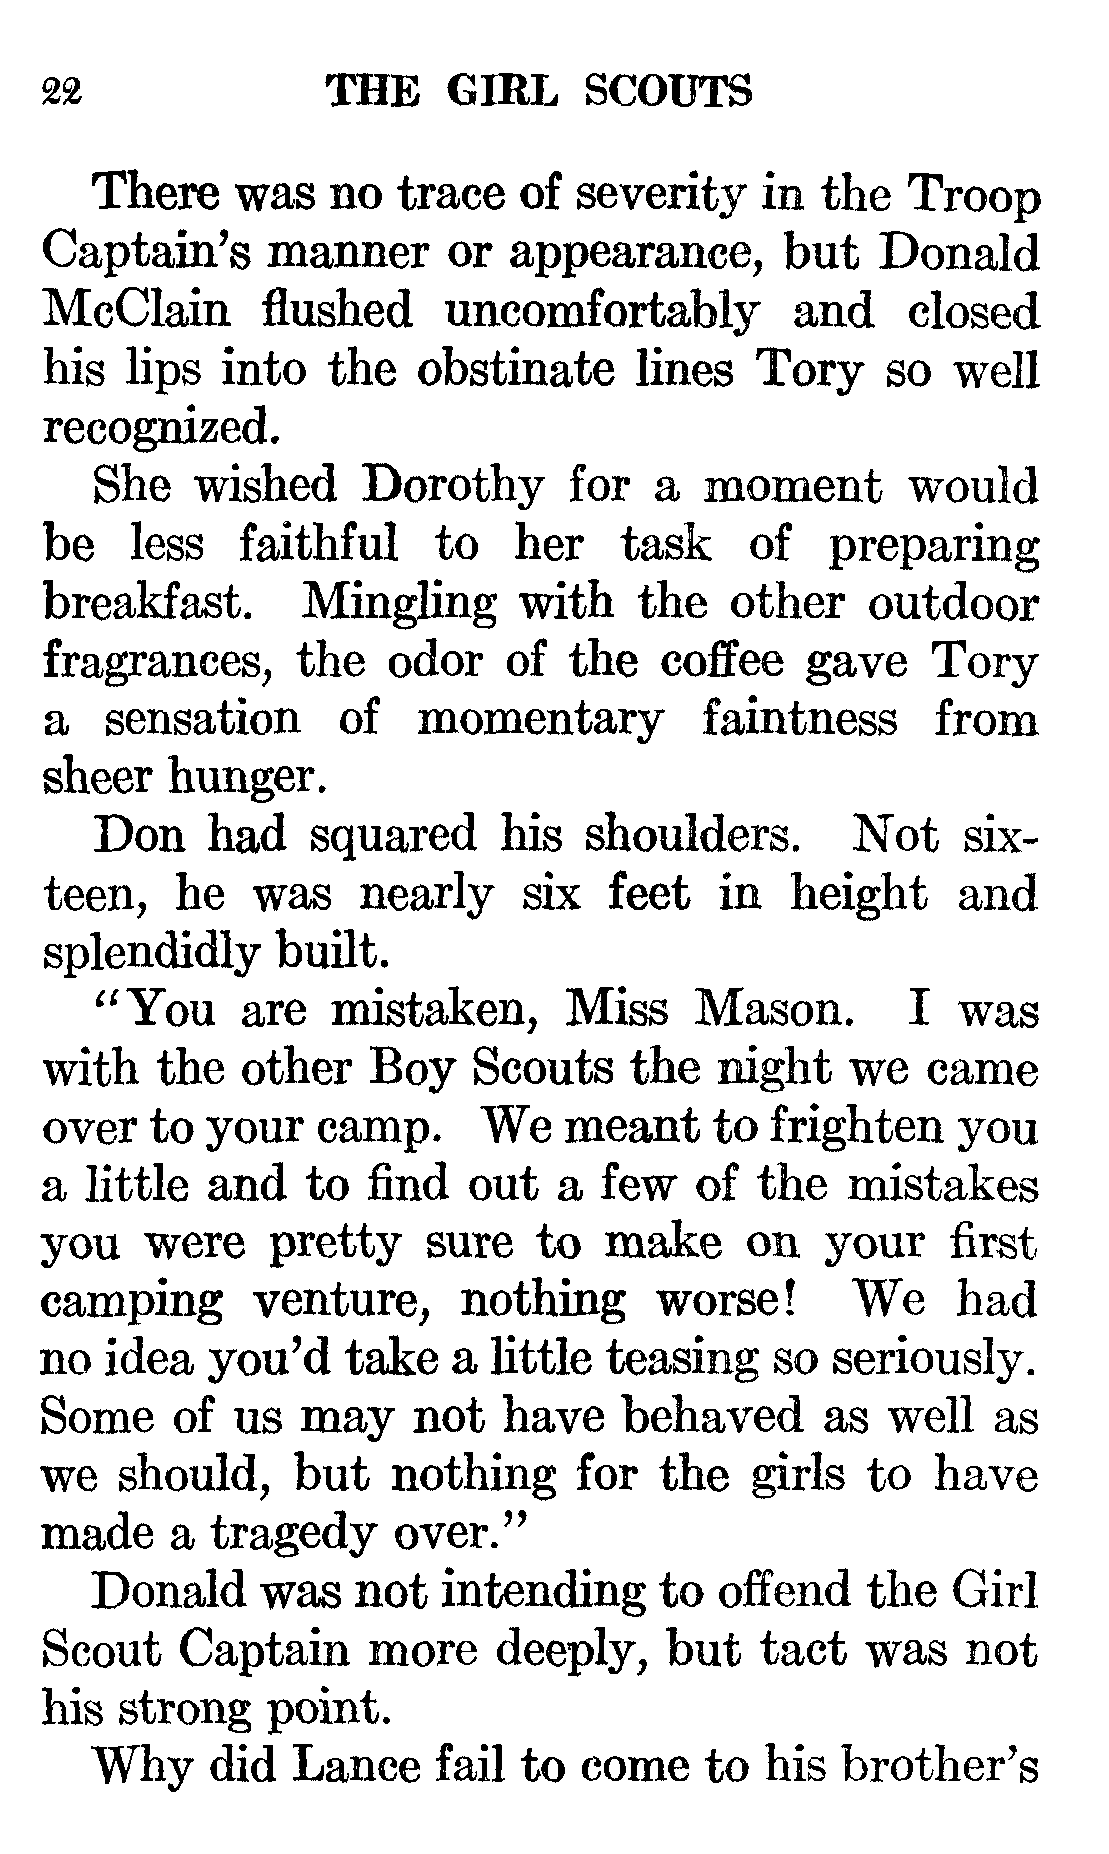 22 THE GIRL SCOUTS
There was no trace of severity in the Troop
Captain's manner or appearance, but Donald
McClain flushed uncomfortably and closed
his lips into the obstinate lines Tory so well
recognized.
She wished Dorothy for a moment would
be less faithful to her task of preparing
breakfast. Mingling with the other outdoor
fragrances, the odor of the coffee gave Tory
a sensation of momentary faintness from
sheer hunger.
Don had squared his shoulders. Not six-
teen, he was nearly six feet in height and
splendidly built.
"You are mistaken, Miss Mason. I was
with the other Boy Scouts the night we came
over to your camp. We meant to frighten you
a little and to find out a few of the mistakes
you were pretty sure to make on your first
camping venture, nothing worse! We had
no idea you'd take a little teasing so seriously.
Some of us may not have behaved as well as
we should, but nothing for the girls to have
made a tragedy over."
Donald was not intending to offend the Girl
Scout Captain more deeply, but tact was not
his strong point.
Why did Lance fail to come to his brother's